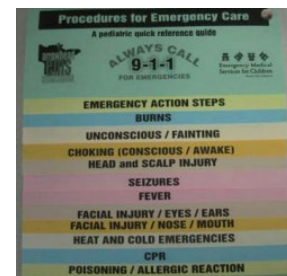 Procedures for Emergency Care
A pediatric quick reference guide
ALWAYS CALL
9-1-1
FOR EMERGENCIES
Emergency Medical
Services for Children
EMERGENCY ACTION STEPS
BURNS
UNCONSCIOUS / FAINTING
CHOKING (CONSCIOUS / AWAKE)
HEAD and SCALP INJURY
SEIZURES
FEVER
FACIAL INJURY / EYES / EARS
FACIAL INJURY / NOSE / MOUTH
HEAT AND COLD EMERGENCIES
CPR
POISONING / ALLERGIC REACTION